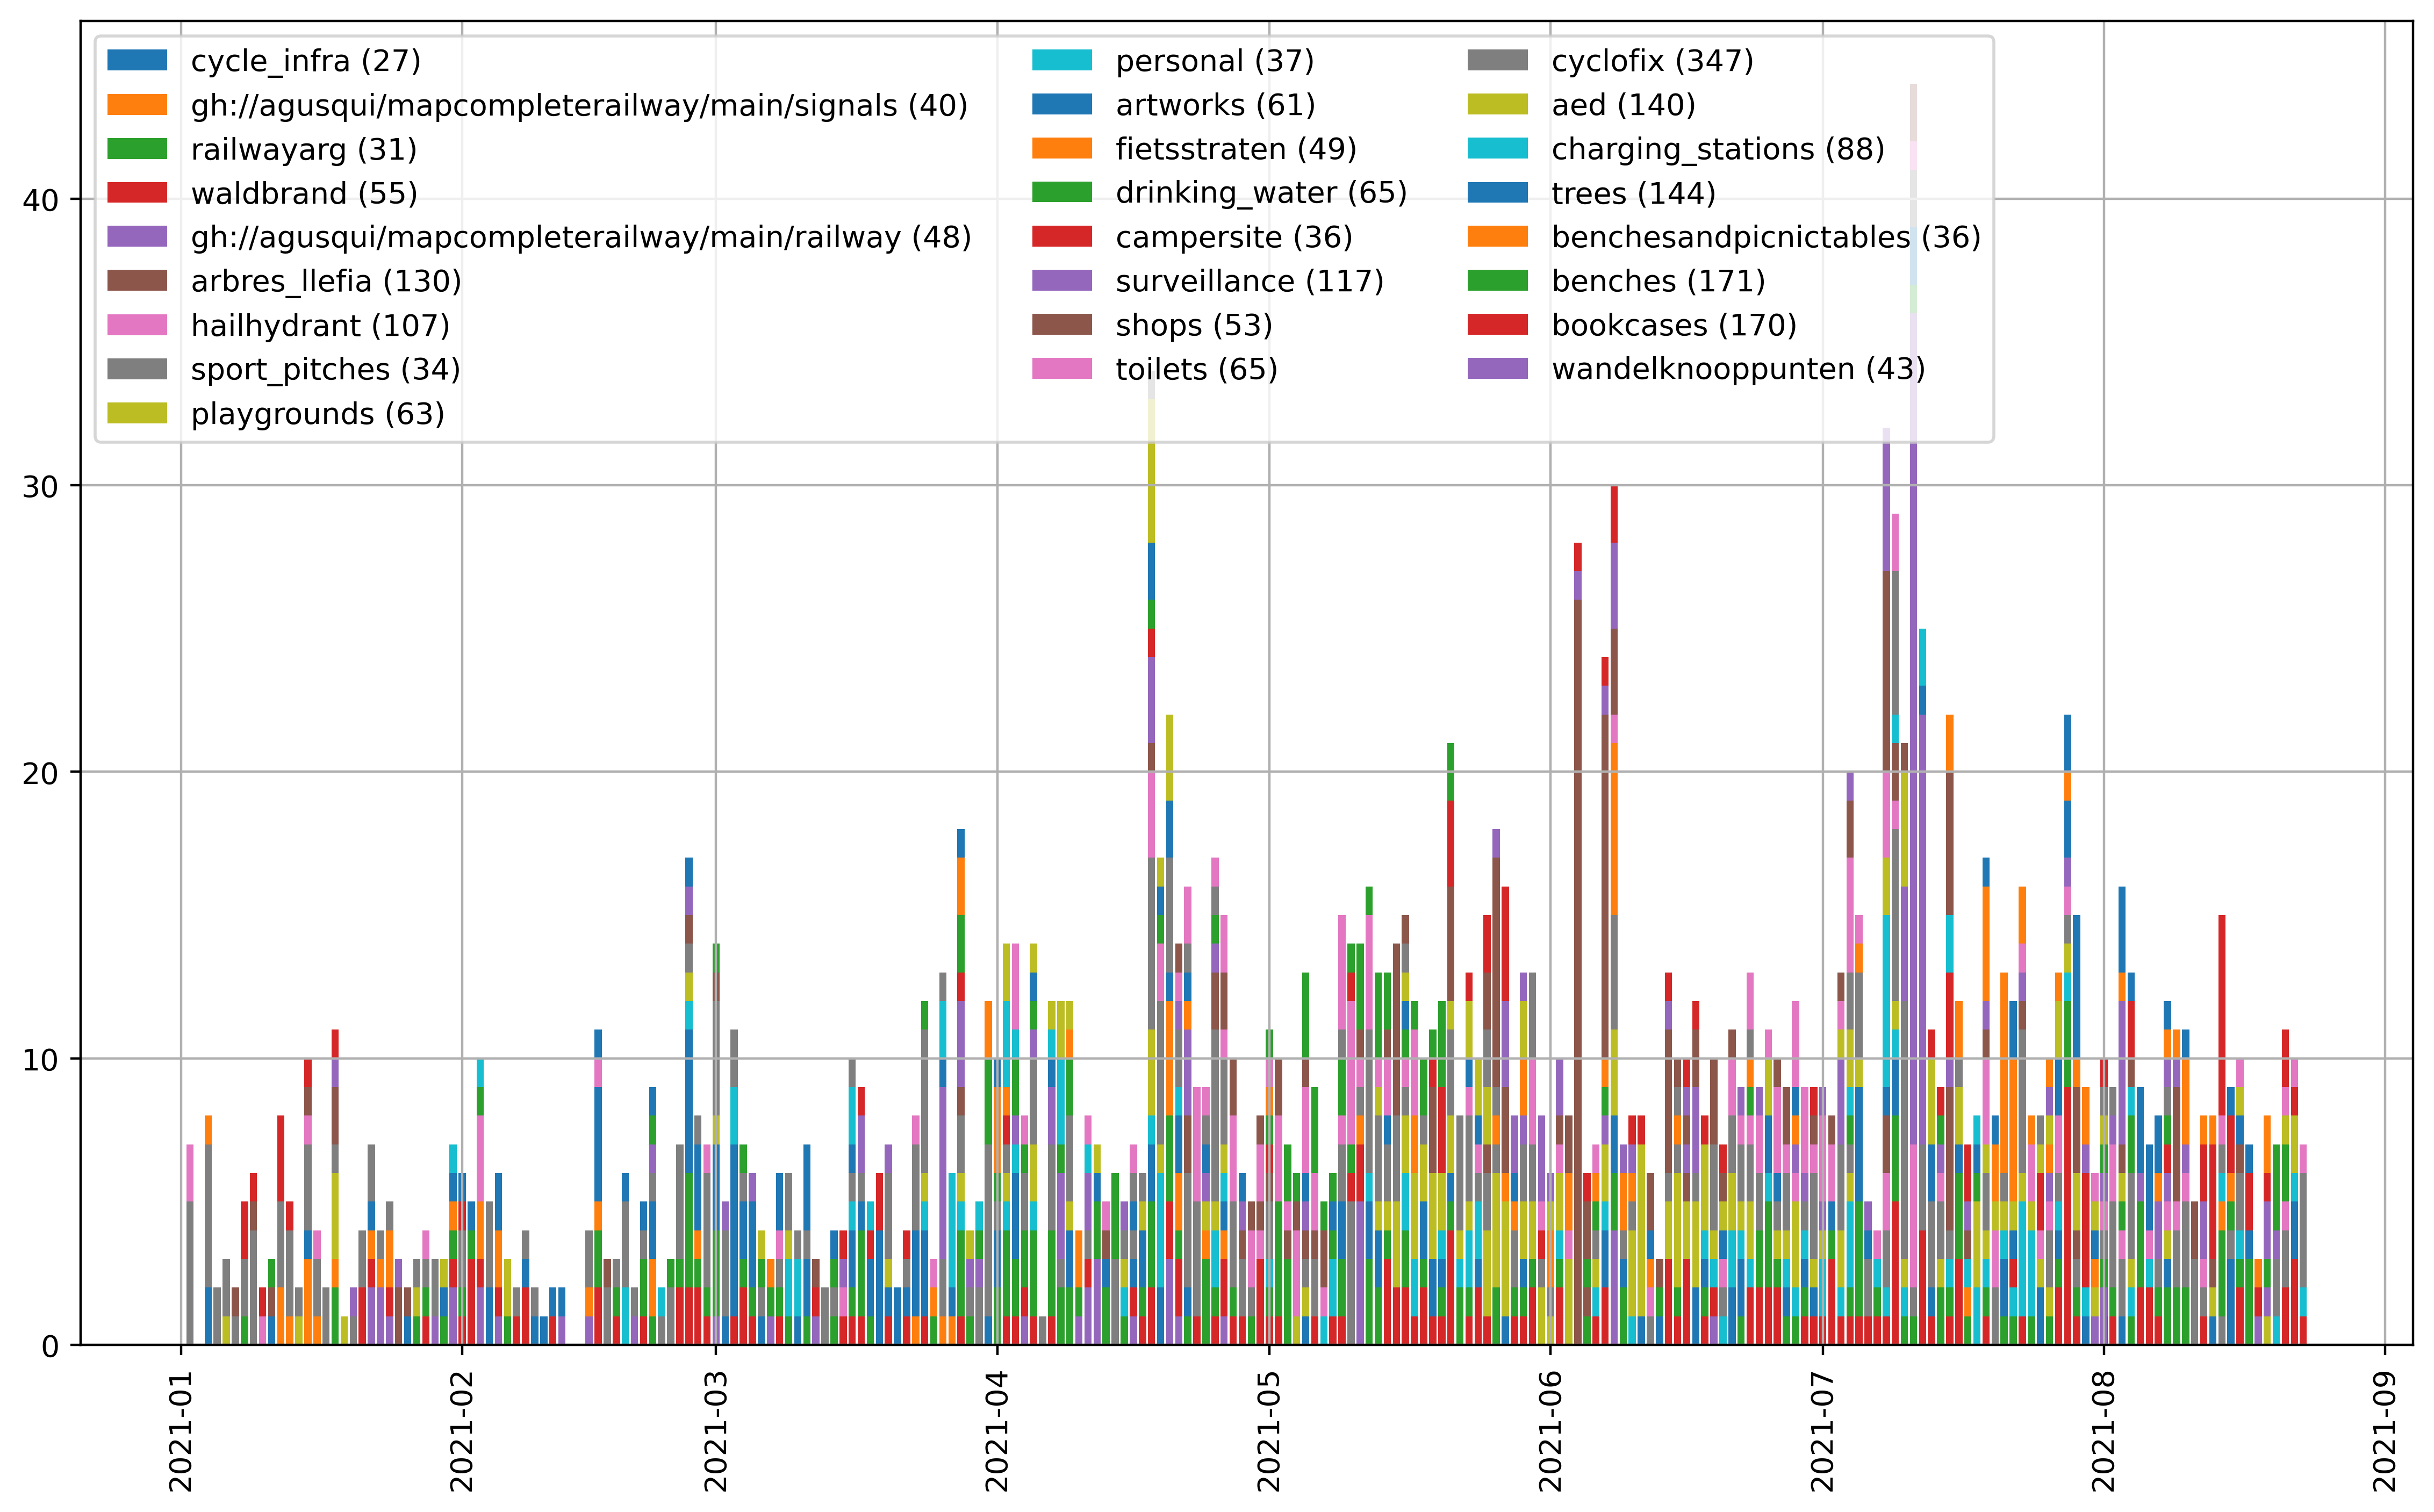 cycle_infra (27)
gh://agusqui/mapcompleterailway/main/signals (40)
railwayarg (31)
waldbrand (55)
gh://agusqui/mapcompleterailway/main/railway (48)
arbres_llefia (130)
hailhydrant (107)
sport_pitches (34)
playgrounds (63)
personal (37)
artworks (61)
fietsstraten (49)
drinking_water (65)
campersite (36)
surveillance (117)
shops (53)
toilets (65)
cyclofix (347)
aed (140)
charging_stations (88)
trees (144)
benchesandpicnictables (36)
benches (171)
bookcases (170)
wandelknooppunten (43)
40
30
20
10
0
2021-01
2021-02
2021-03
2021-04
2021-05
2021-06
2021-07
2021-08
2021-09